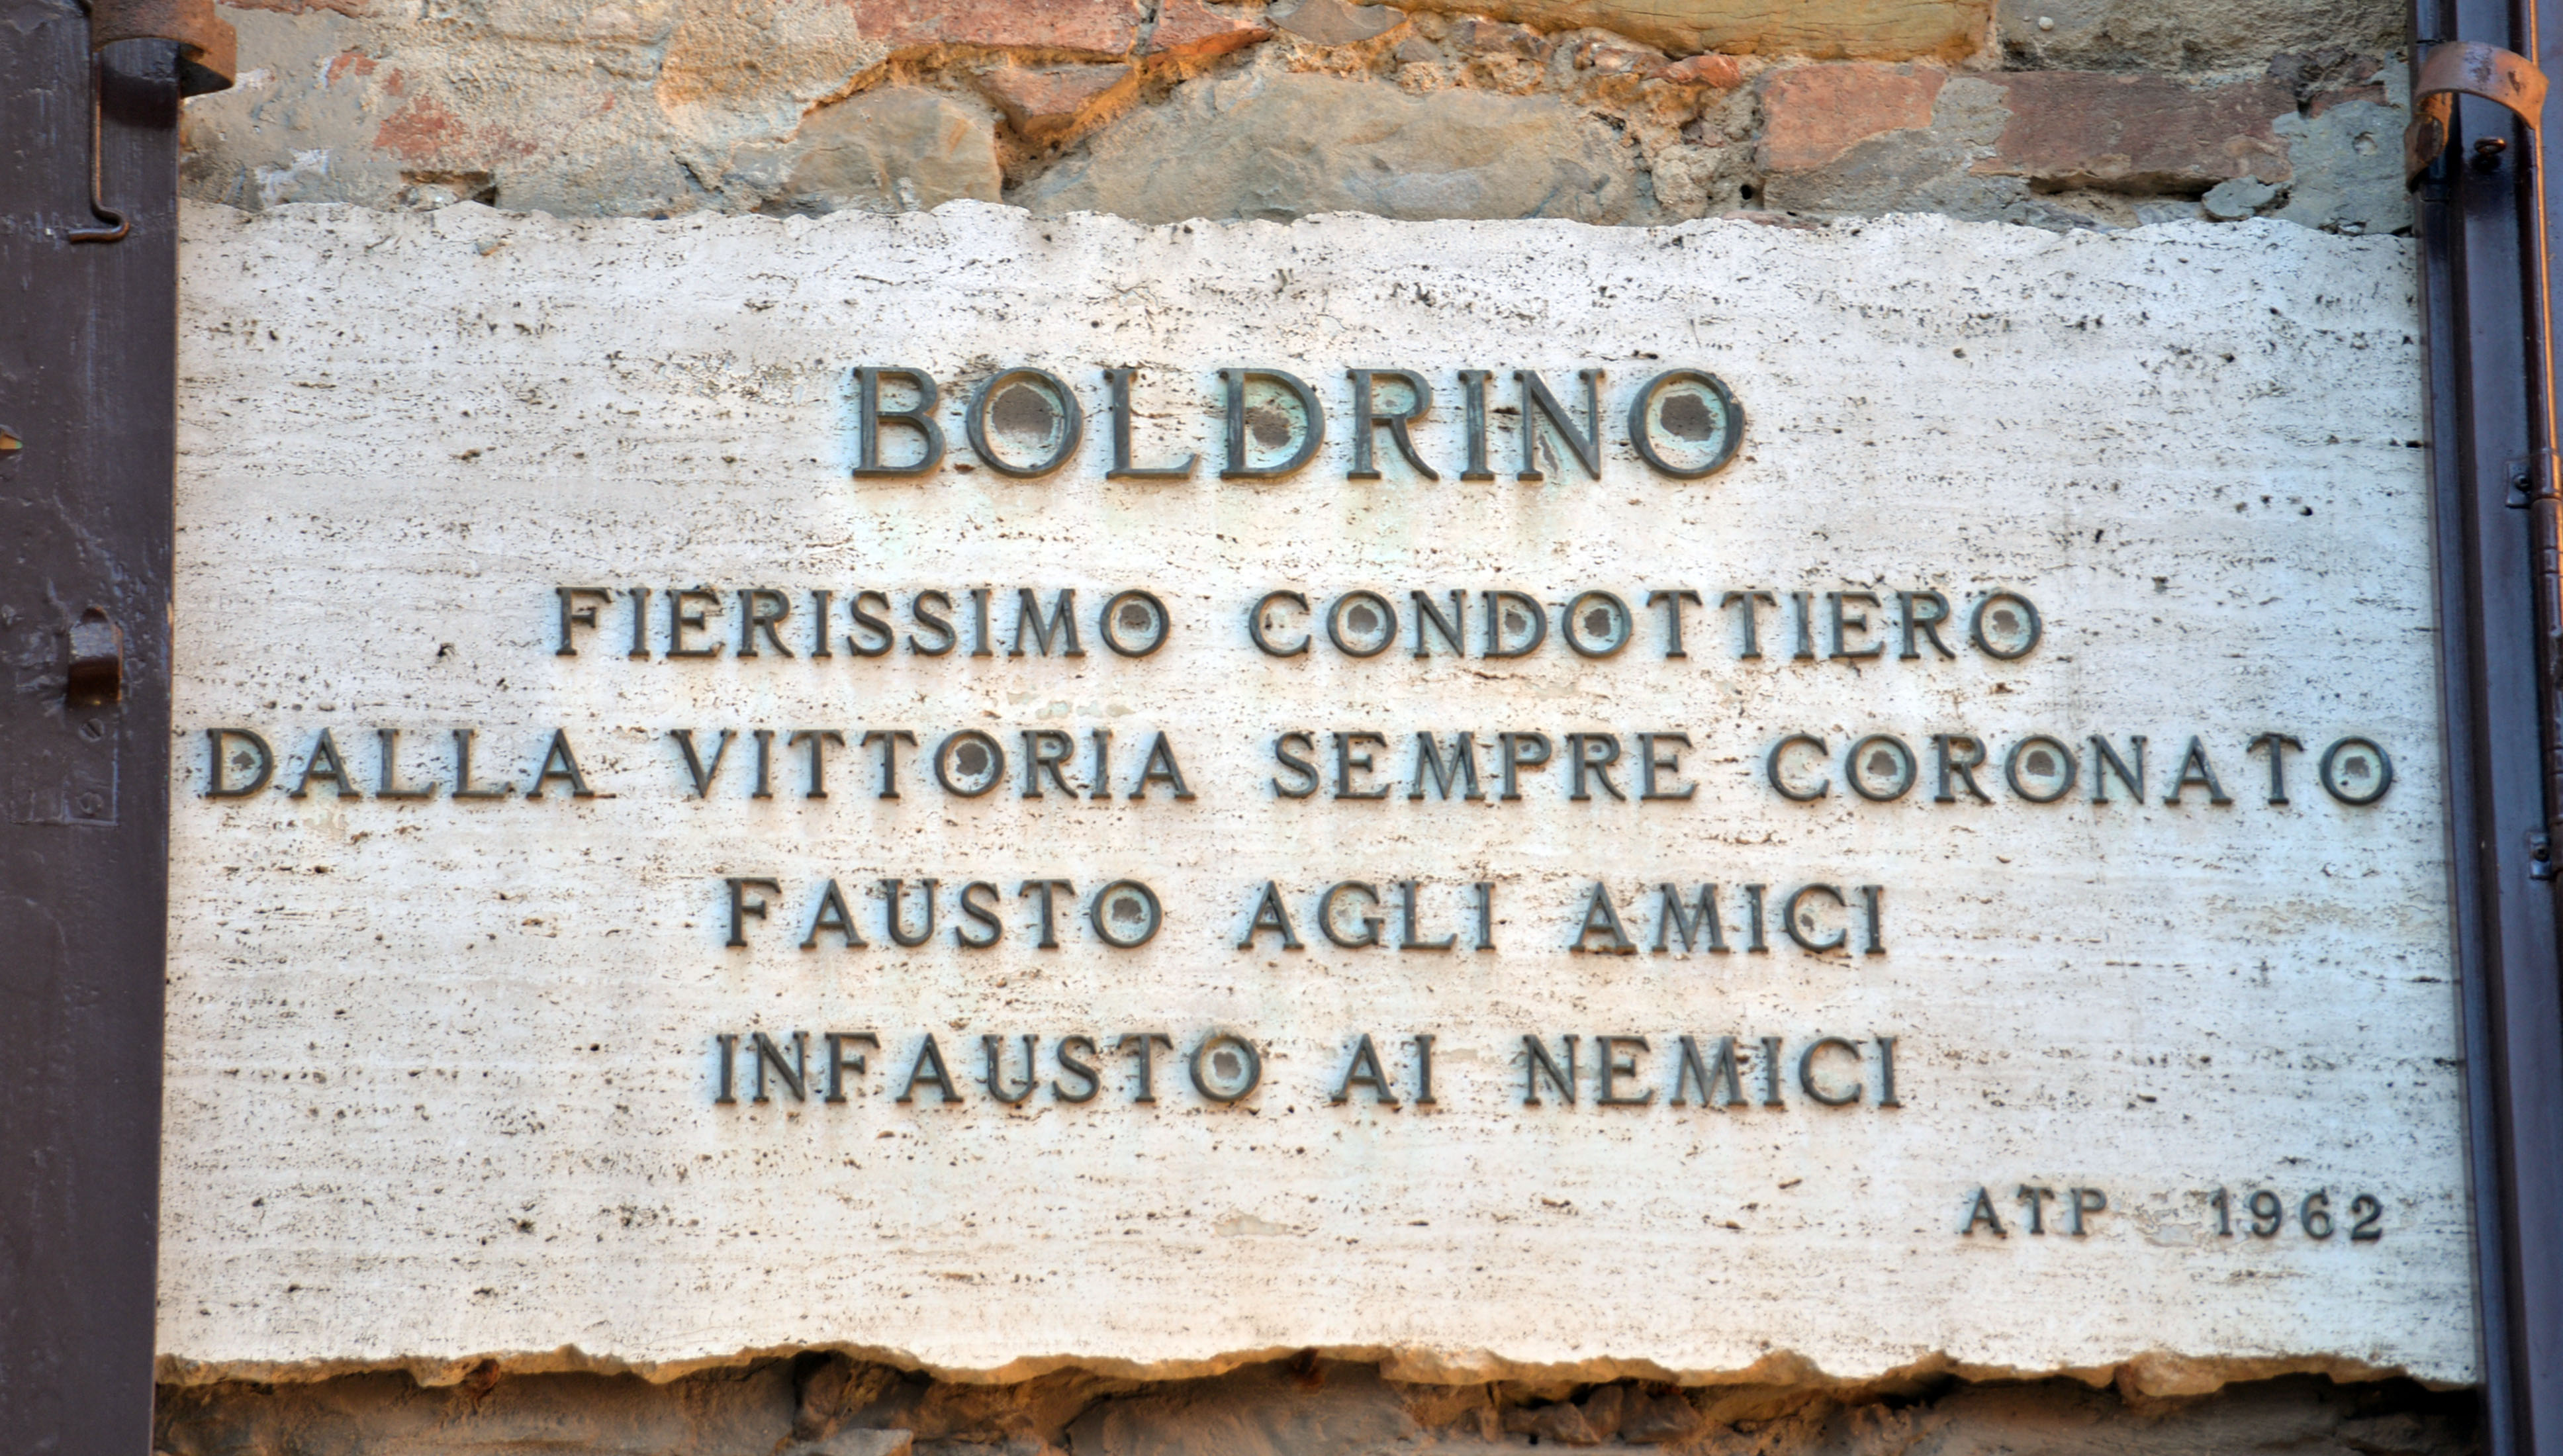 BOLDRINO
FIERISSIMO CONDOTTIERO
DALLA VITTORIA SEMPRE CORONATO
FAUSTO AGLI AMICI
INFAUSTO AI NEMICI
ATP 1962